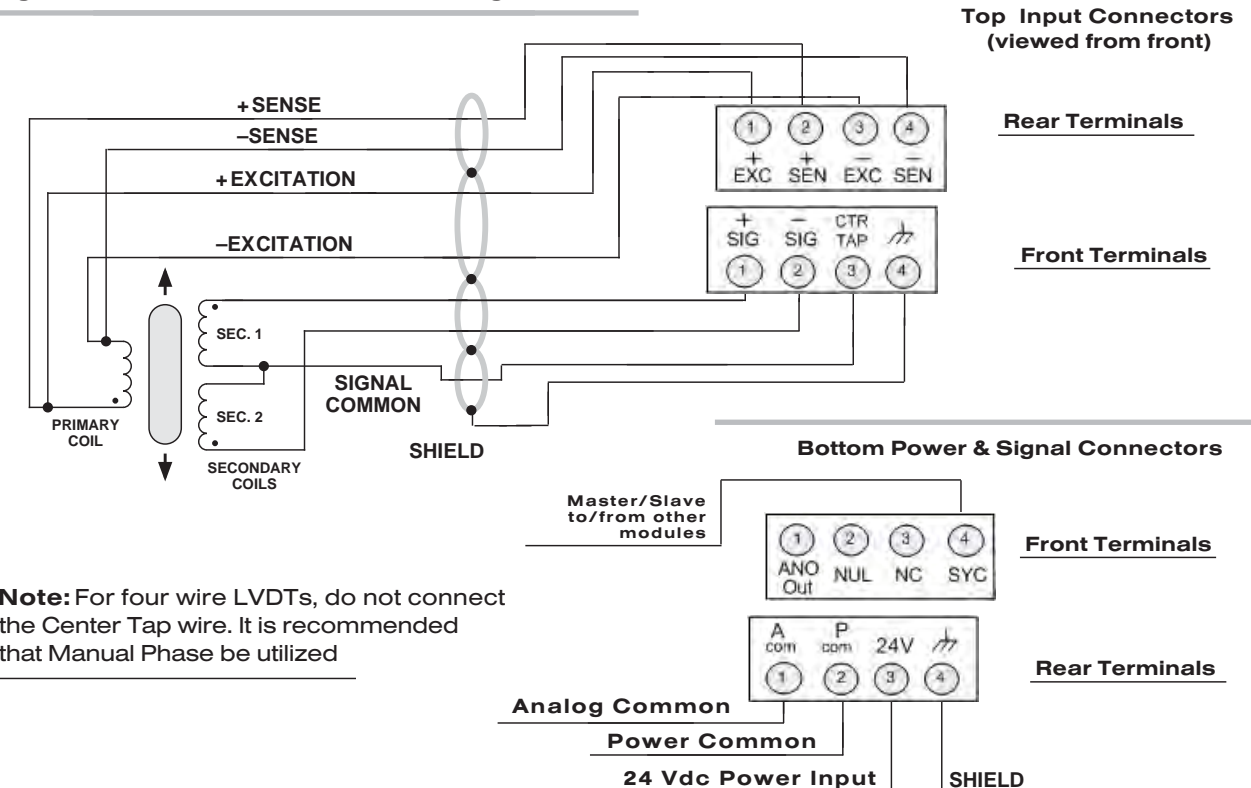 Top Input Connectors
(viewed from front)
+SENSE
–SENSE
+EXCITATION
–EXCITATION
1 2 3 4
+ + – –
EXC SEN EXC SEN
Rear Terminals
+ – CTR
SIG SIG TAP
1 2 3 4
Front Terminals
SEC. 1
SEC. 2
SIGNAL
COMMON
PRIMARY
COIL
SECONDARY
COILS
SHIELD
Bottom Power & Signal Connectors
Master/Slave
to/from other
modules
1 2 3 4
ANO NUL NC SYC
Out
Front Terminals
Note: For four wire LVDTs, do not connect
the Center Tap wire. It is recommended
that Manual Phase be utilized
A P 24V
com com
1 2 3 4
Rear Terminals
Analog Common
Power Common
24 Vdc Power Input
SHIELD